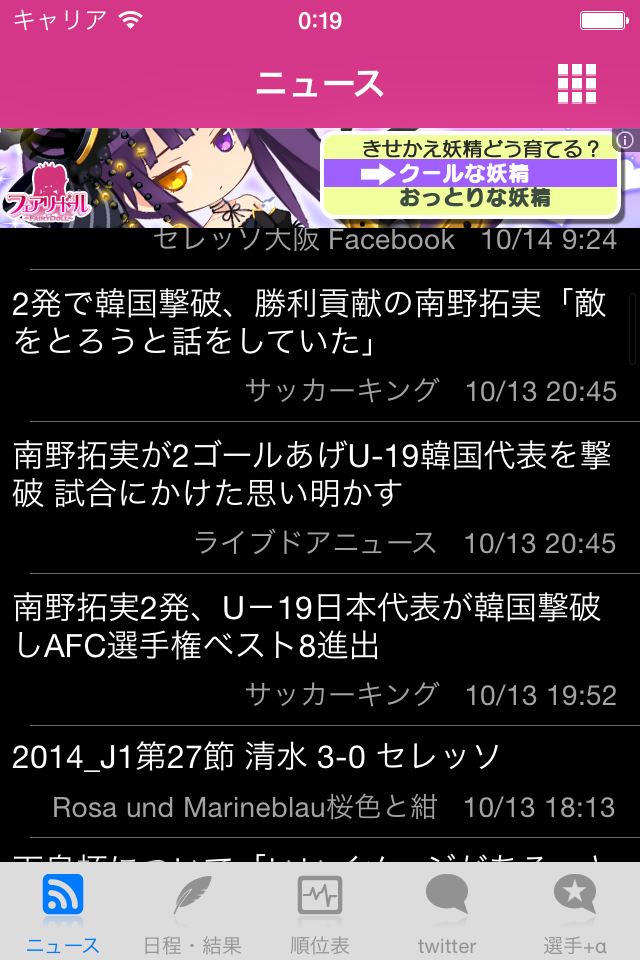 キャリア 0:19
ニュース
きせかえ妖精どう育てる？
クールな妖精
おっとりな妖精
フェアリードール
~FAIRY DOLL~
セレッソ大阪 Facebook 10/14 9:24
2発で韓国撃破、勝利貢献の南野拓実「敵
をとろうと話をしていた」
サッカーキング 10/13 20:45
南野拓実が2ゴールあげU-19韓国代表を撃
破 試合にかけた思い明かす
ライブドアニュース 10/13 20:45
南野拓実2発、U－19日本代表が韓国撃破
しAFC選手権ベスト8進出
サッカーキング 10/13 19:52
2014_J1第27節 清水 3-0 セレッソ
Rosa und Marineblau桜色と紺 10/13 18:13
ニュース 日程・結果 順位表 twitter 選手+α